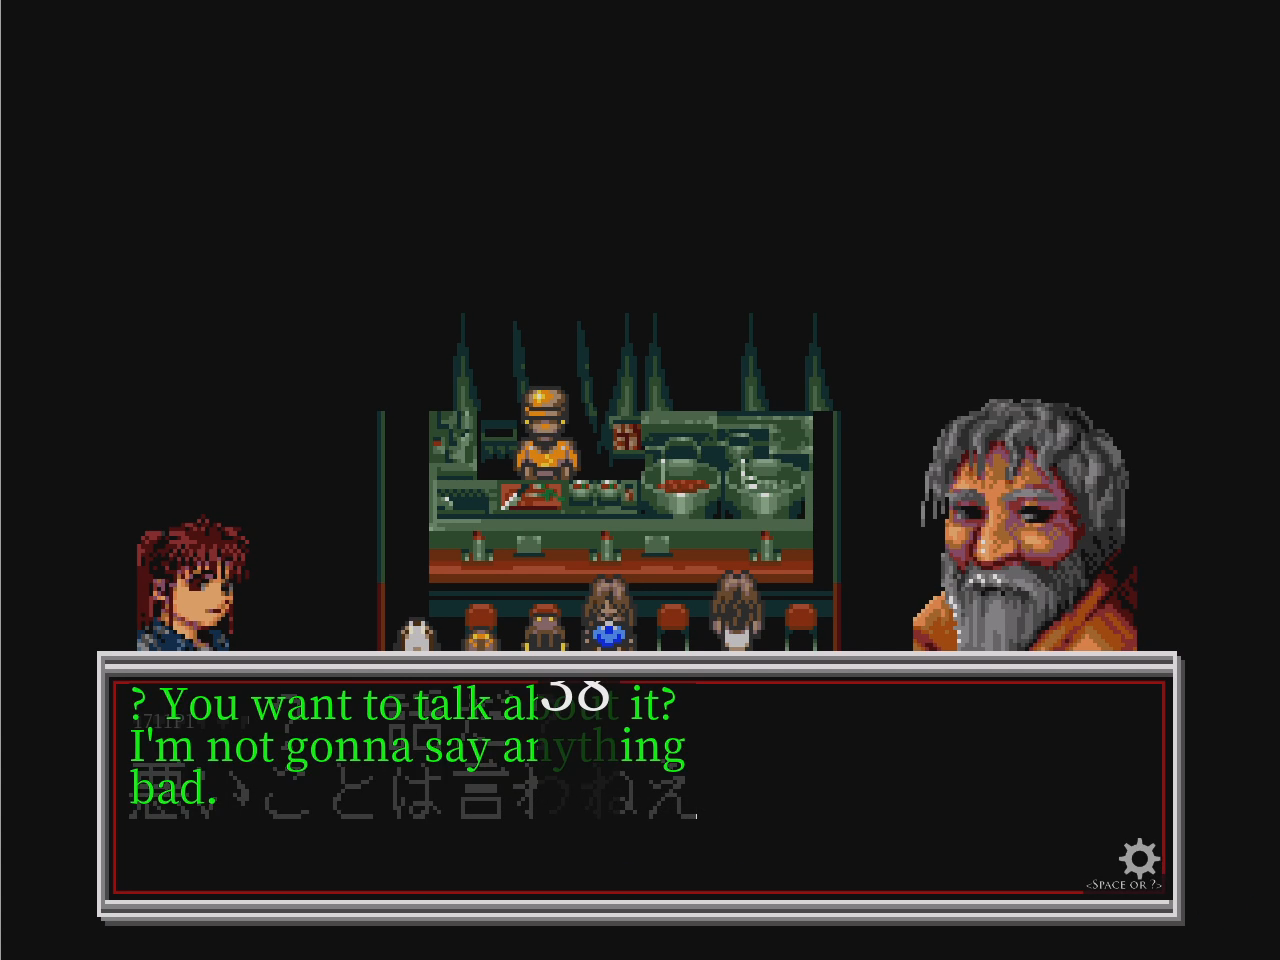 ? You want to talk about it?
38
I'm not gonna say anything
bad.
悪いことは言わねえ
<SPACE OR ?>